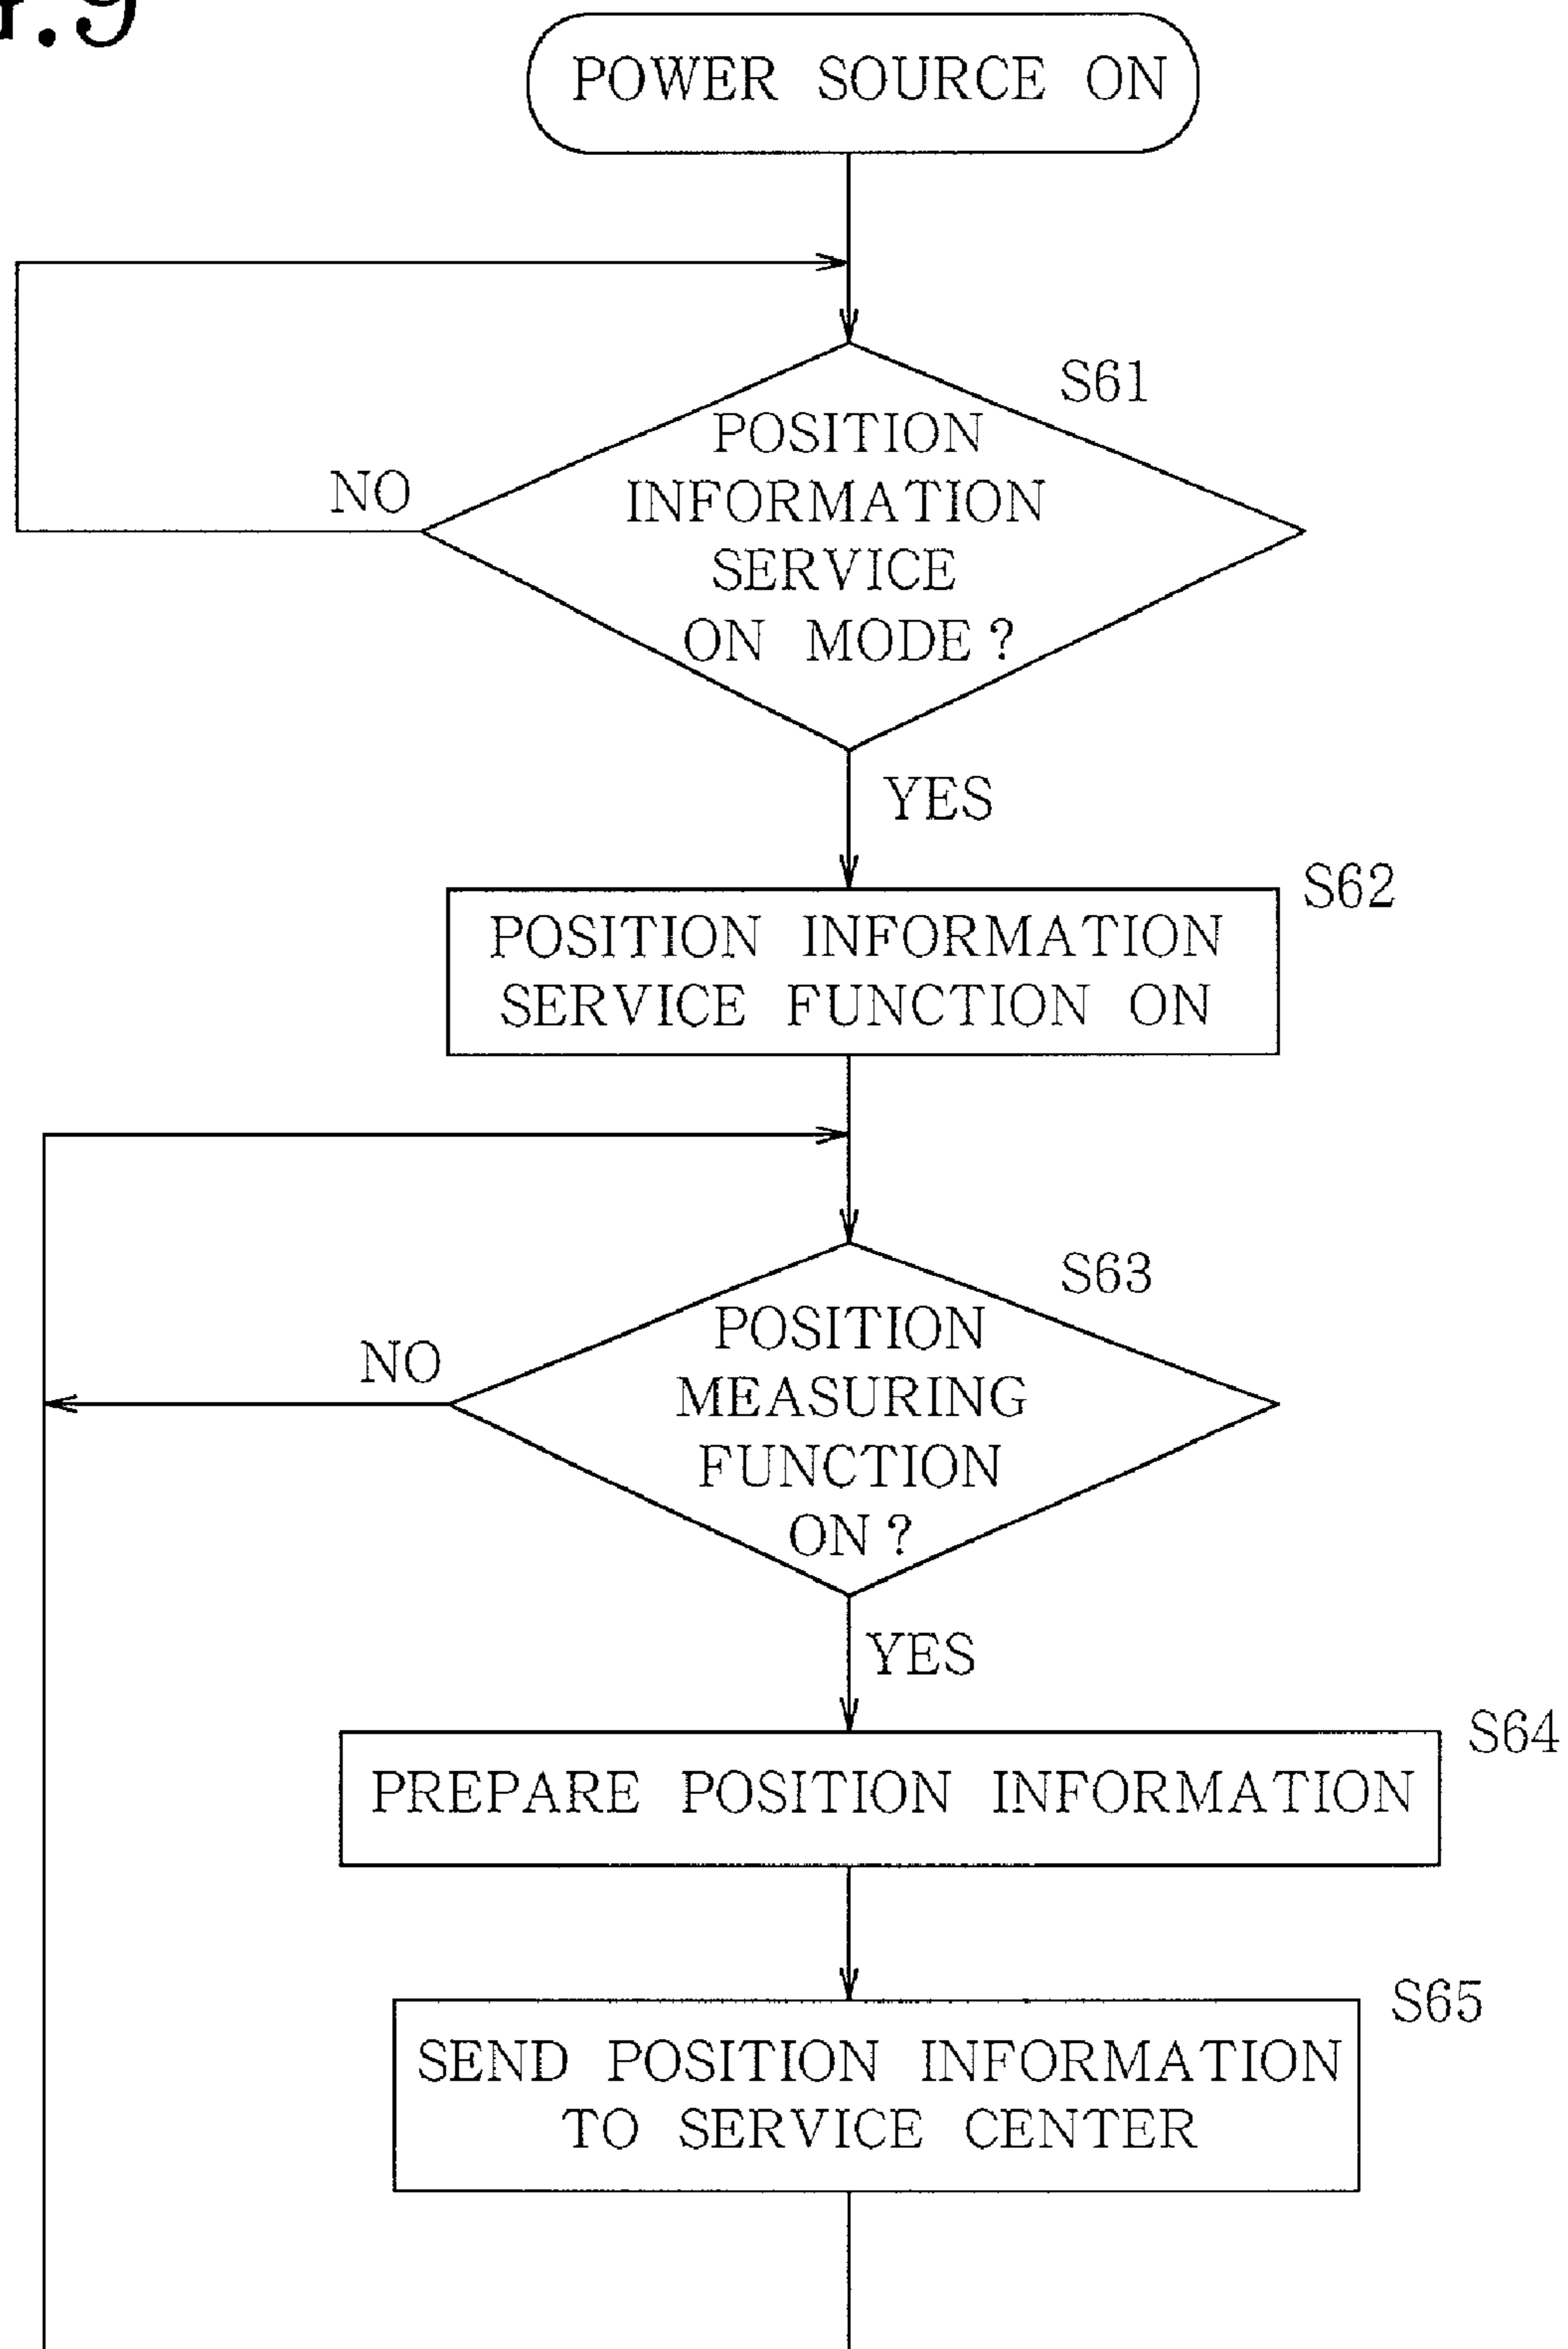 .9
POWER SOURCE ON
S61
POSITION
INFORMATION
SERVICE
ON MODE?
NO
YES
S62
POSITION INFORMATION
SERVICE FUNCTION ON
S63
POSITION
MEASURING
FUNCTION
ON?
NO
YES
S64
PREPARE POSITION INFORMATION
S65
SEND POSITION INFORMATION
TO SERVICE CENTER